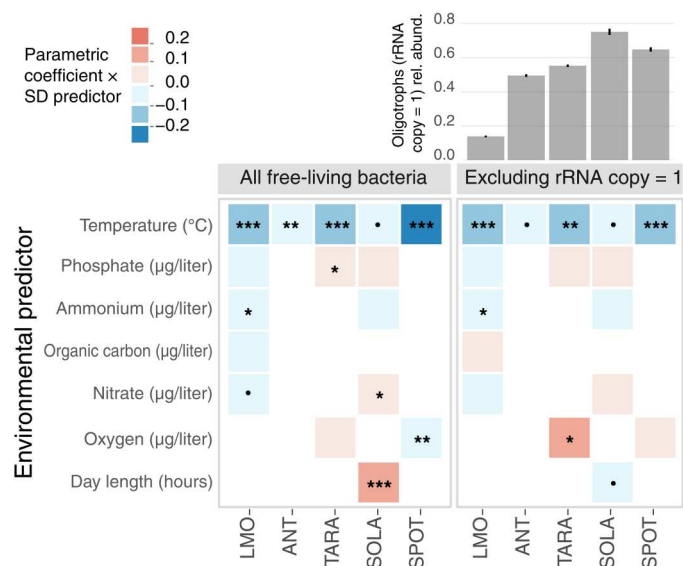 Parametric
coefficient ×
SD predictor
0.2
0.1
0.0
−0.1
−0.2
Oligotrophs (rRNA
copy = 1) rel. abund.
0.8
0.6
0.4
0.2
0.0
All free-living bacteria
Excluding rRNA copy = 1
Environmental predictor
Temperature (°C) *** ** *** • *** *** • ** • ***
Phosphate (µg/liter) *
Ammonium (µg/liter) * *
Organic carbon (µg/liter)
Nitrate (µg/liter) • *
Oxygen (µg/liter) ** *
Day length (hours) *** •
LMO ANT TARA SOLA SPOT LMO ANT TARA SOLA SPOT